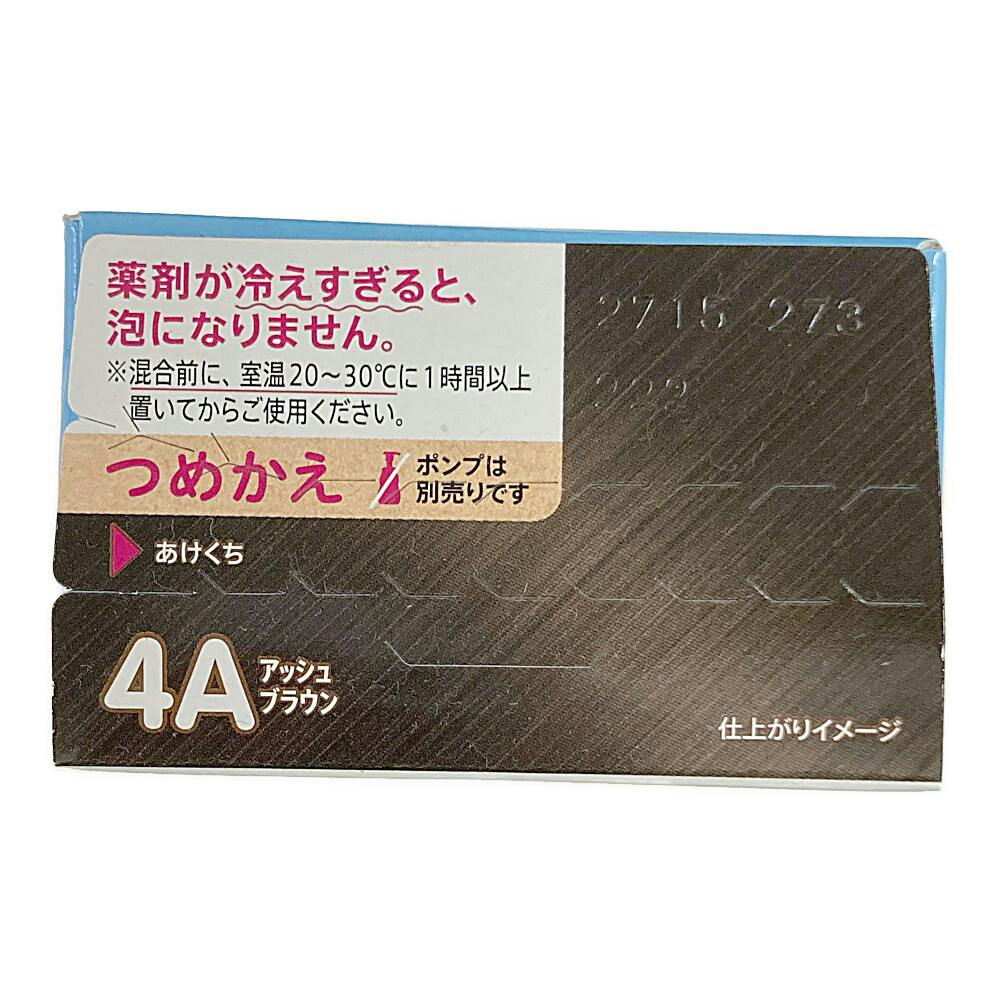 薬剤が冷えすぎると、
泡になりません。
※混合前に、室温20〜30℃に1時間以上
置いてからご使用ください。
2715 273
つめかえ
ポンプは
別売りです
あけくち
4A
アッシュ
ブラウン
仕上がりイメージ